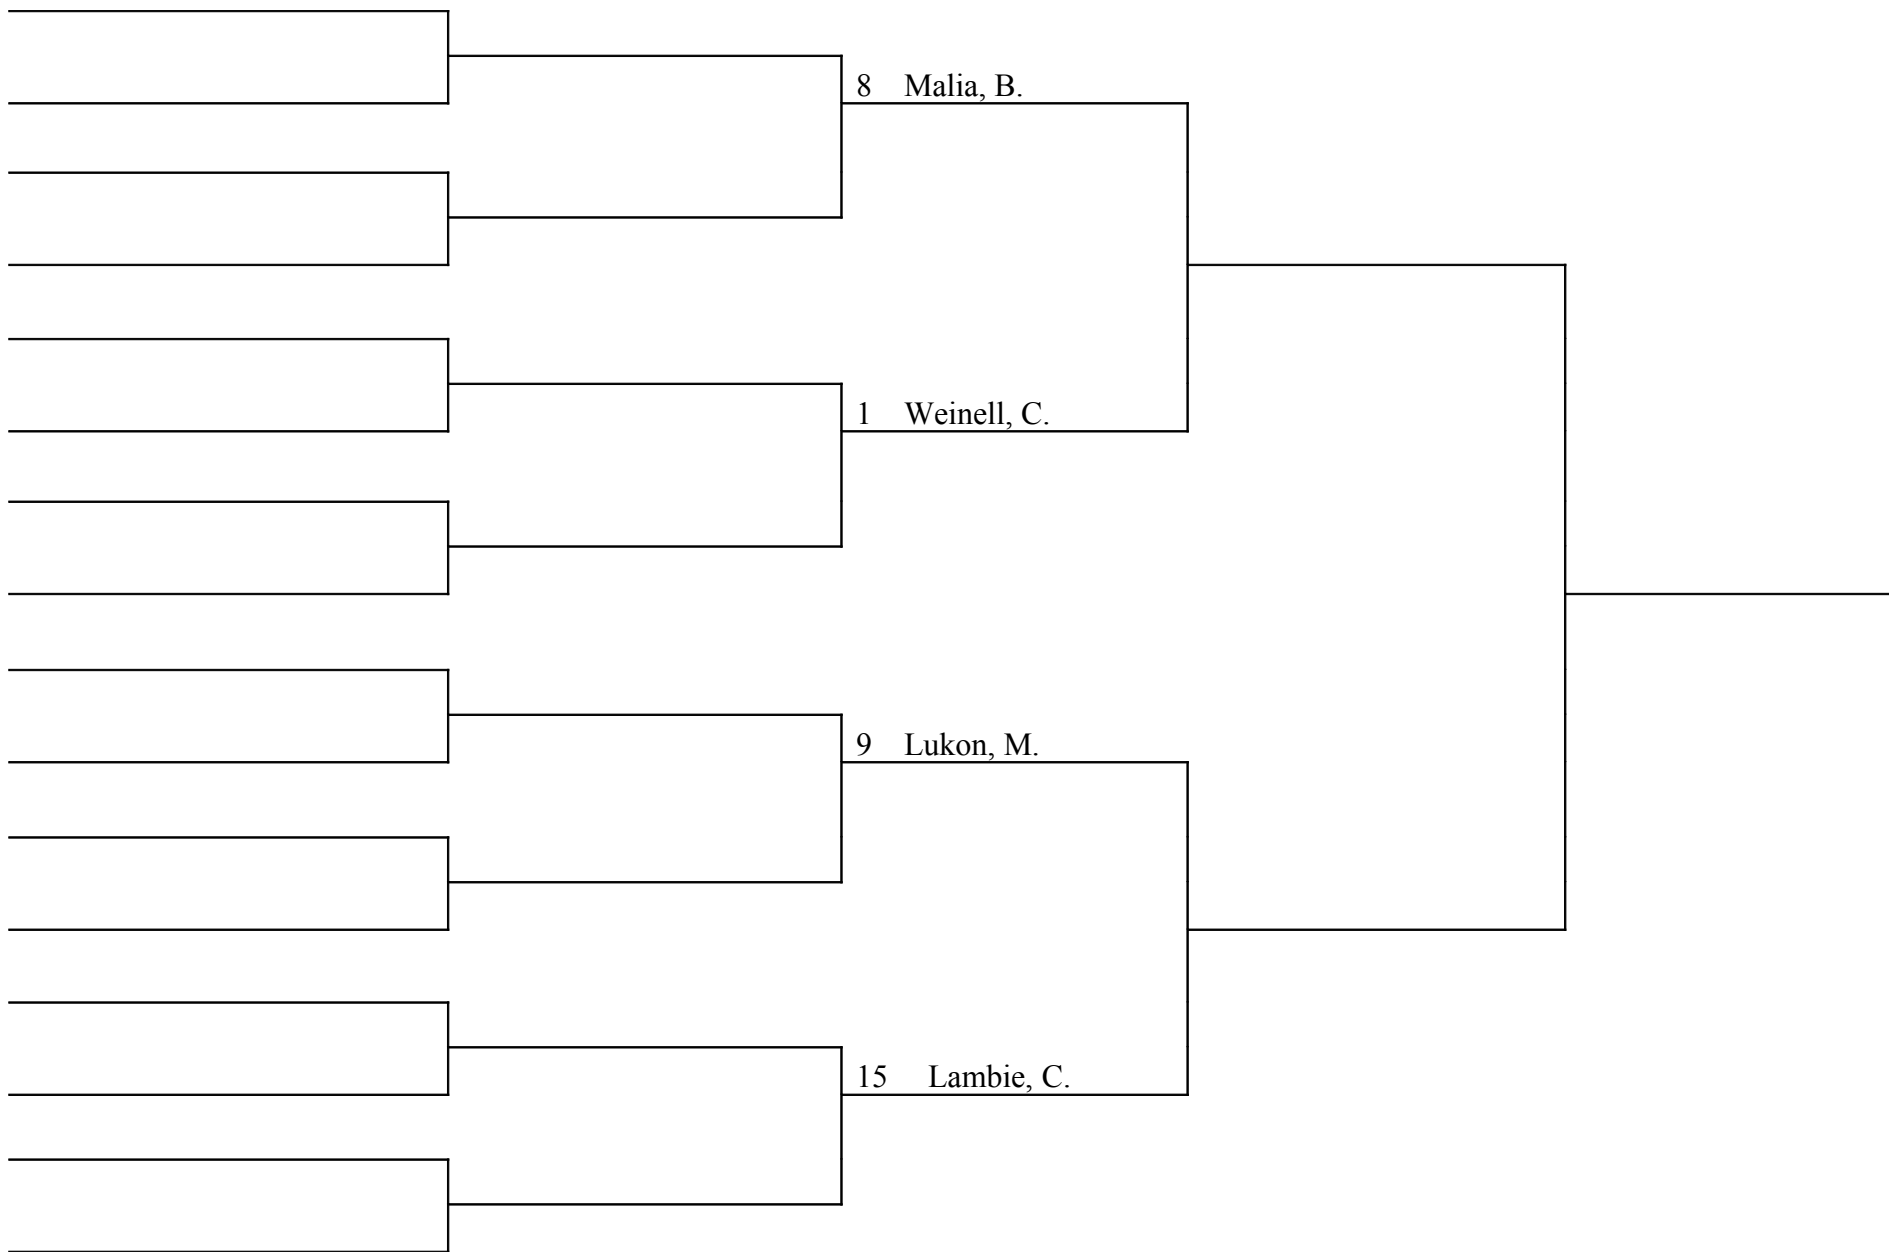 8 Malia, B.
1 Weinell, C.
9 Lukon, M.
15 Lambie, C.